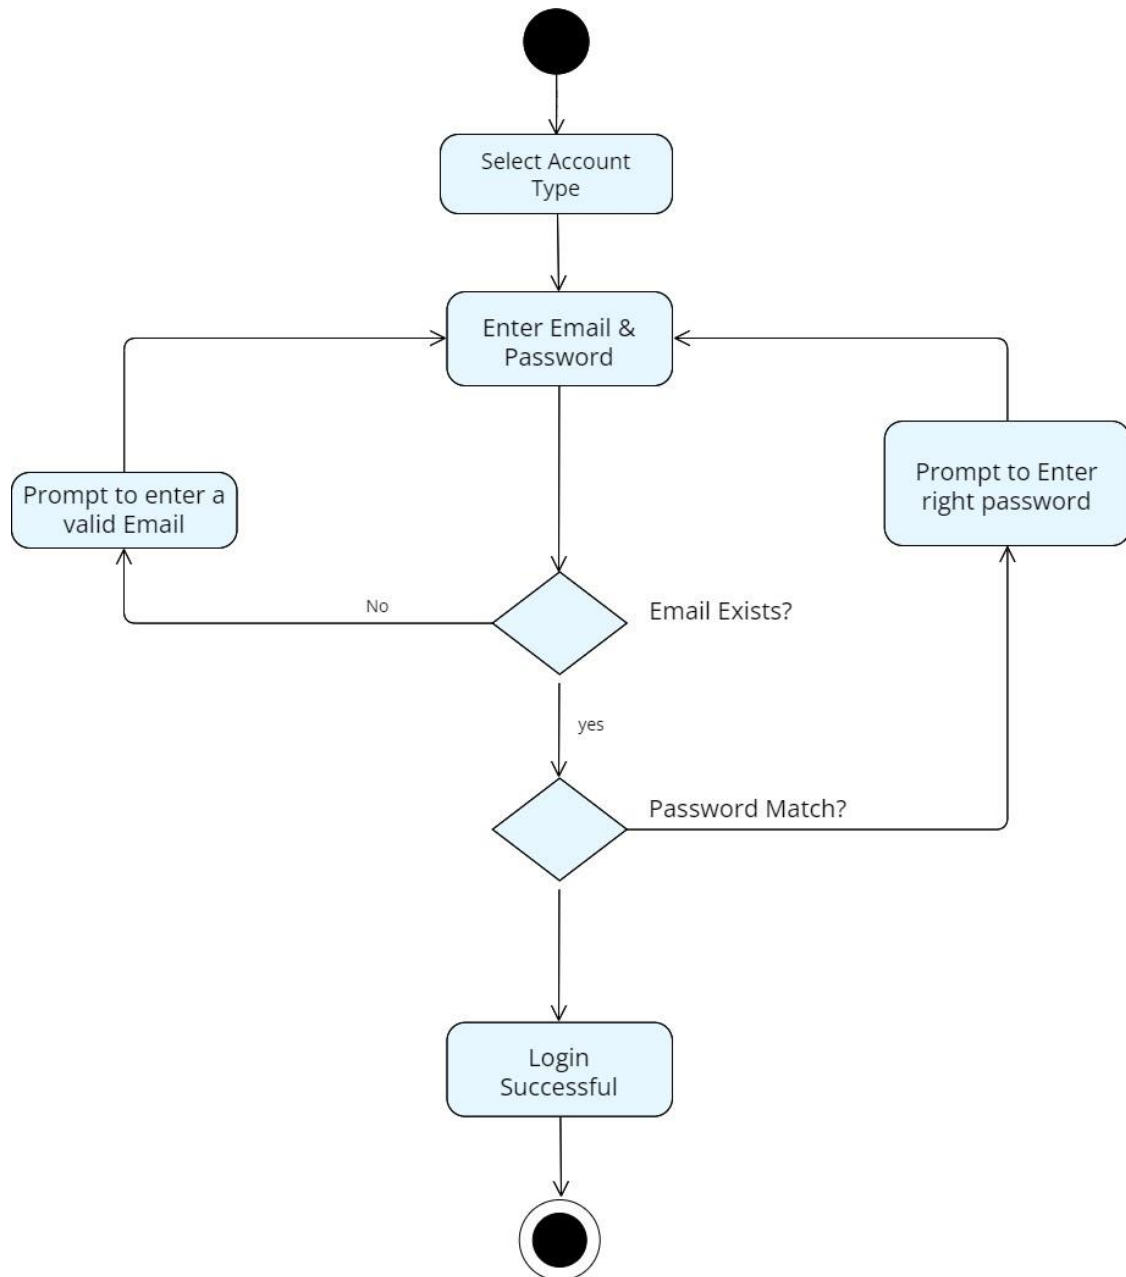 Select Account
Type
Enter Email &
Password
Prompt to enter a
valid Email
Prompt to Enter
right password
No
Email Exists?
yes
Password Match?
Login
Successful